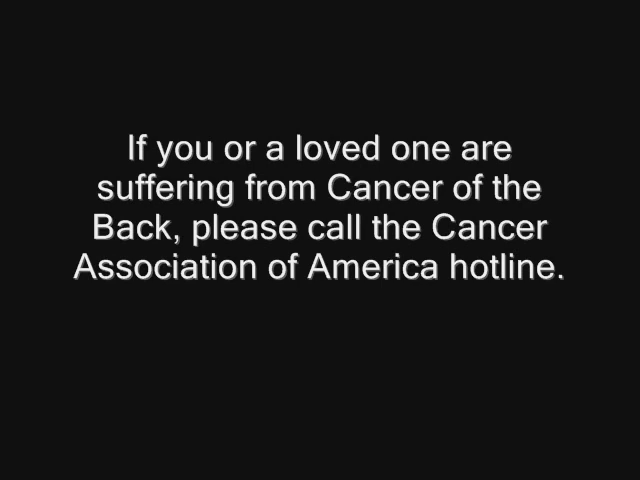 If you or a loved one are
suffering from Cancer of the
Back, please call the Cancer
Association of America hotline.